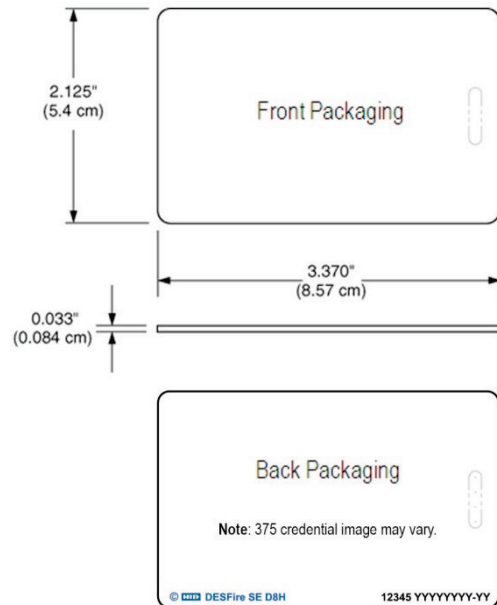 2.125"
(5.4 cm)
Front Packaging
3.370"
(8.57 cm)
0.033"
(0.084 cm)
Back Packaging
Note: 375 credential image may vary.
© HID DESFire SE D8H 12345 YYYYYYYY-YY